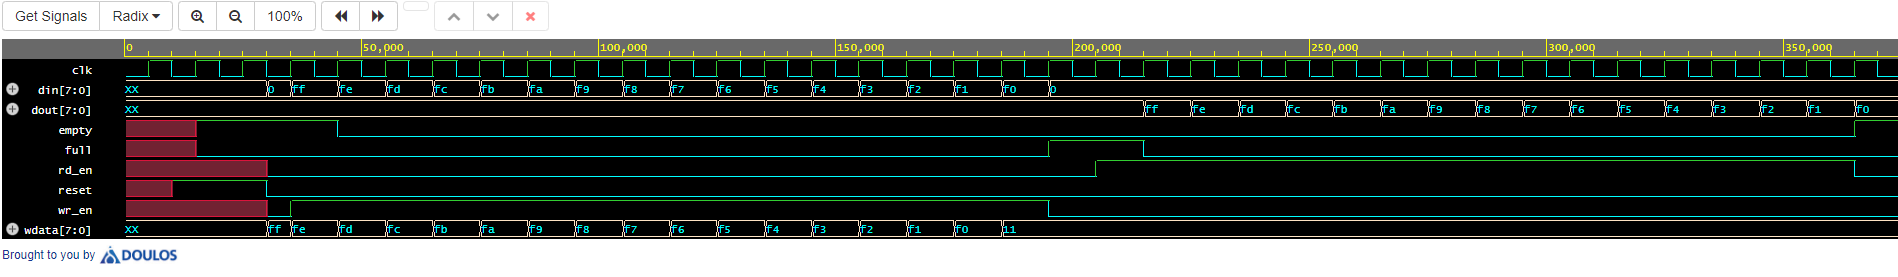 Get Signals Radix 100%
0 50,000 100,000 150,000 200,000 250,000 300,000 350,000
clk
din[7:0] XX 0 ff fe fd fc fb fa f9 f8 f7 f6 f5 f4 f3 f2 f1 f0 0
dout[7:0] XX ff fe fd fc fb fa f9 f8 f7 f6 f5 f4 f3 f2 f1 f0
empty
full
rd_en
reset
wr_en
wdata[7:0] XX ff fe fd fc fb fa f9 f8 f7 f6 f5 f4 f3 f2 f1 f0 11
Brought to you by DOULOS